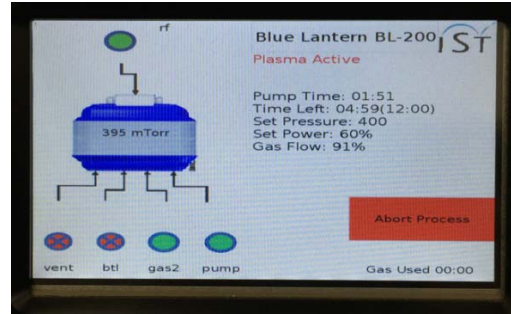 rf
Blue Lantern BL-200
IST
Plasma Active
Pump Time: 01:51
Time Left: 04:59(12:00)
Set Pressure: 400
Set Power: 60%
Gas Flow: 91%
395 mTorr
Abort Process
vent btl gas2 pump
Gas Used 00:00